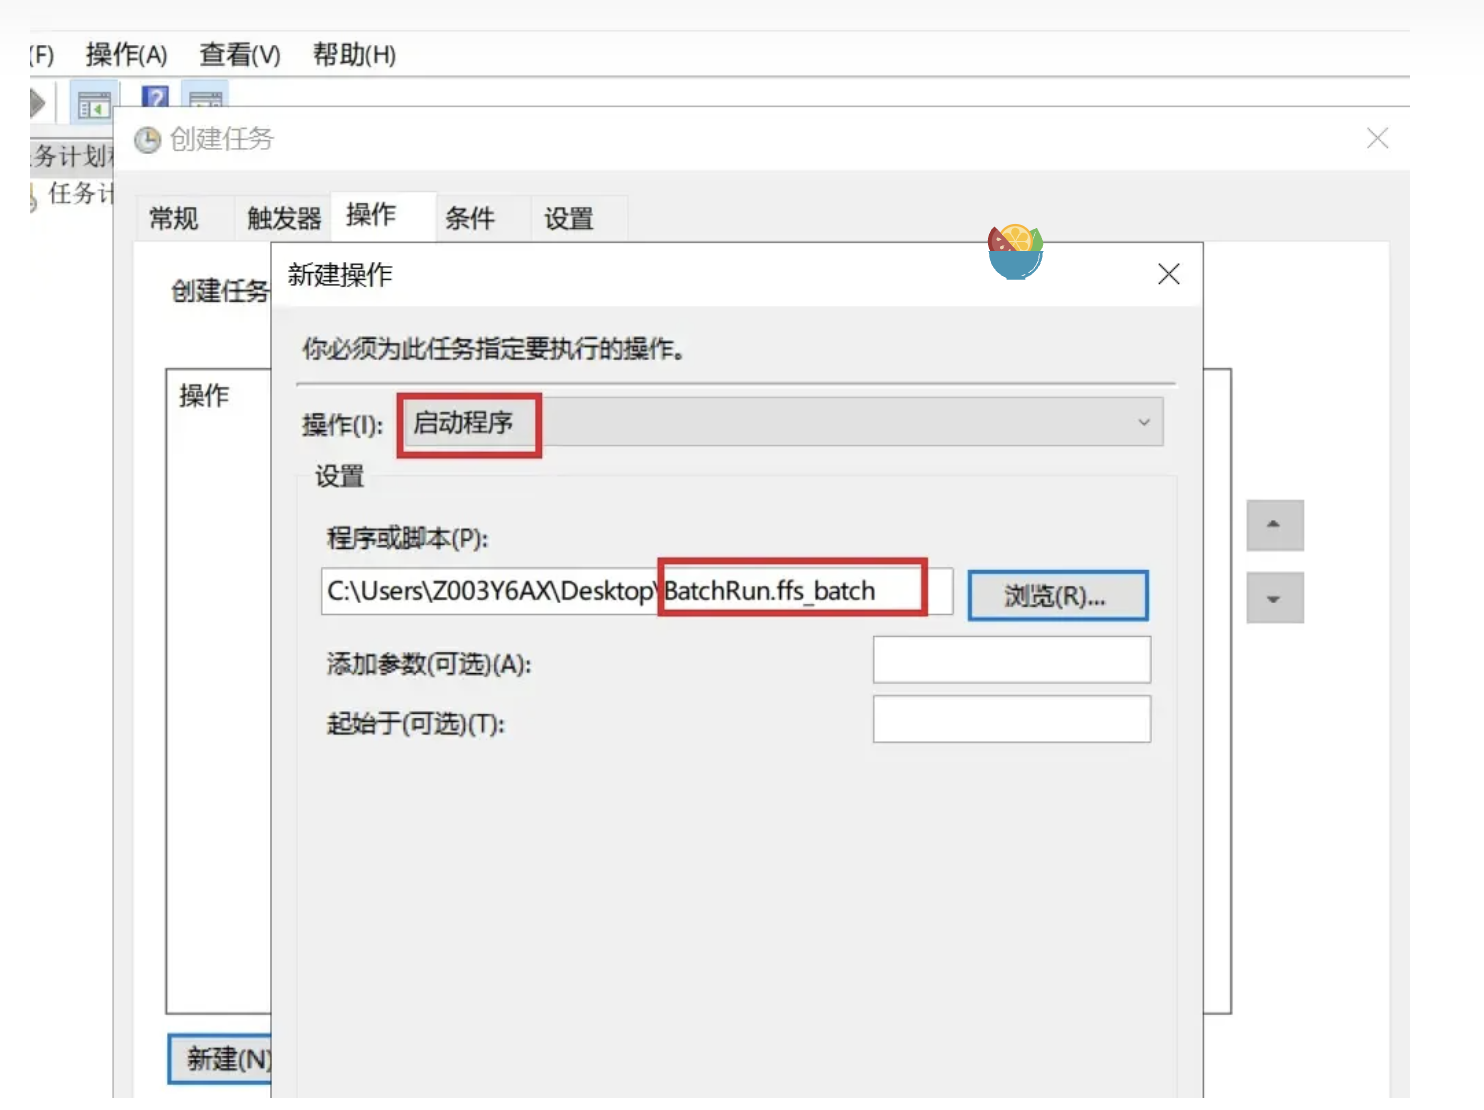 (F) 操作(A) 查看(V) 帮助(H)
创建任务
务计划
任务计
常规 触发器 操作 条件 设置
新建操作
创建任务
你必须为此任务指定要执行的操作。
操作
操作(I): 启动程序
设置
程序或脚本(P):
C:\Users\Z003Y6AX\Desktop\BatchRun.ffs_batch 浏览(R)...
添加参数(可选)(A):
起始于(可选)(T):
新建(N)